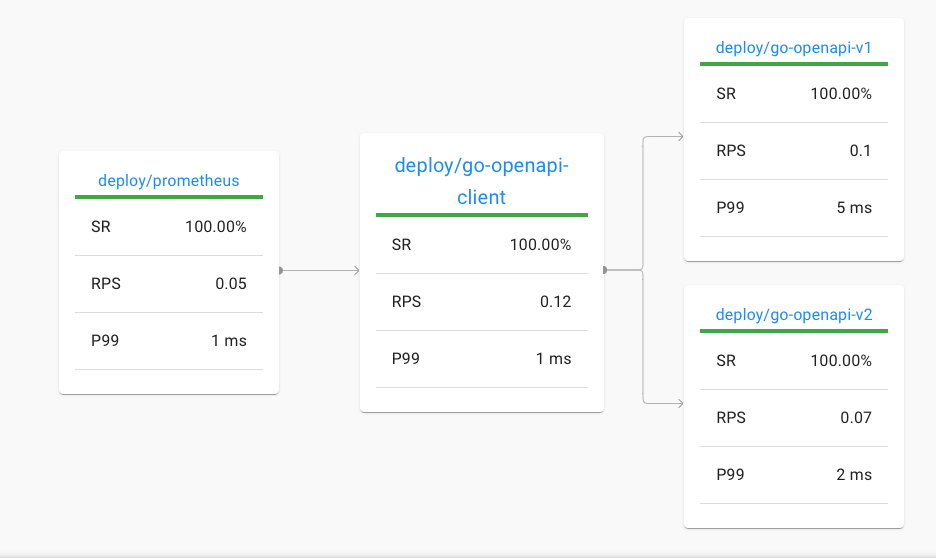 deploy/prometheus
SR 100.00%
RPS 0.05
P99 1 ms
deploy/go-openapi-
client
SR 100.00%
RPS 0.12
P99 1 ms
deploy/go-openapi-v1
SR 100.00%
RPS 0.1
P99 5 ms
deploy/go-openapi-v2
SR 100.00%
RPS 0.07
P99 2 ms